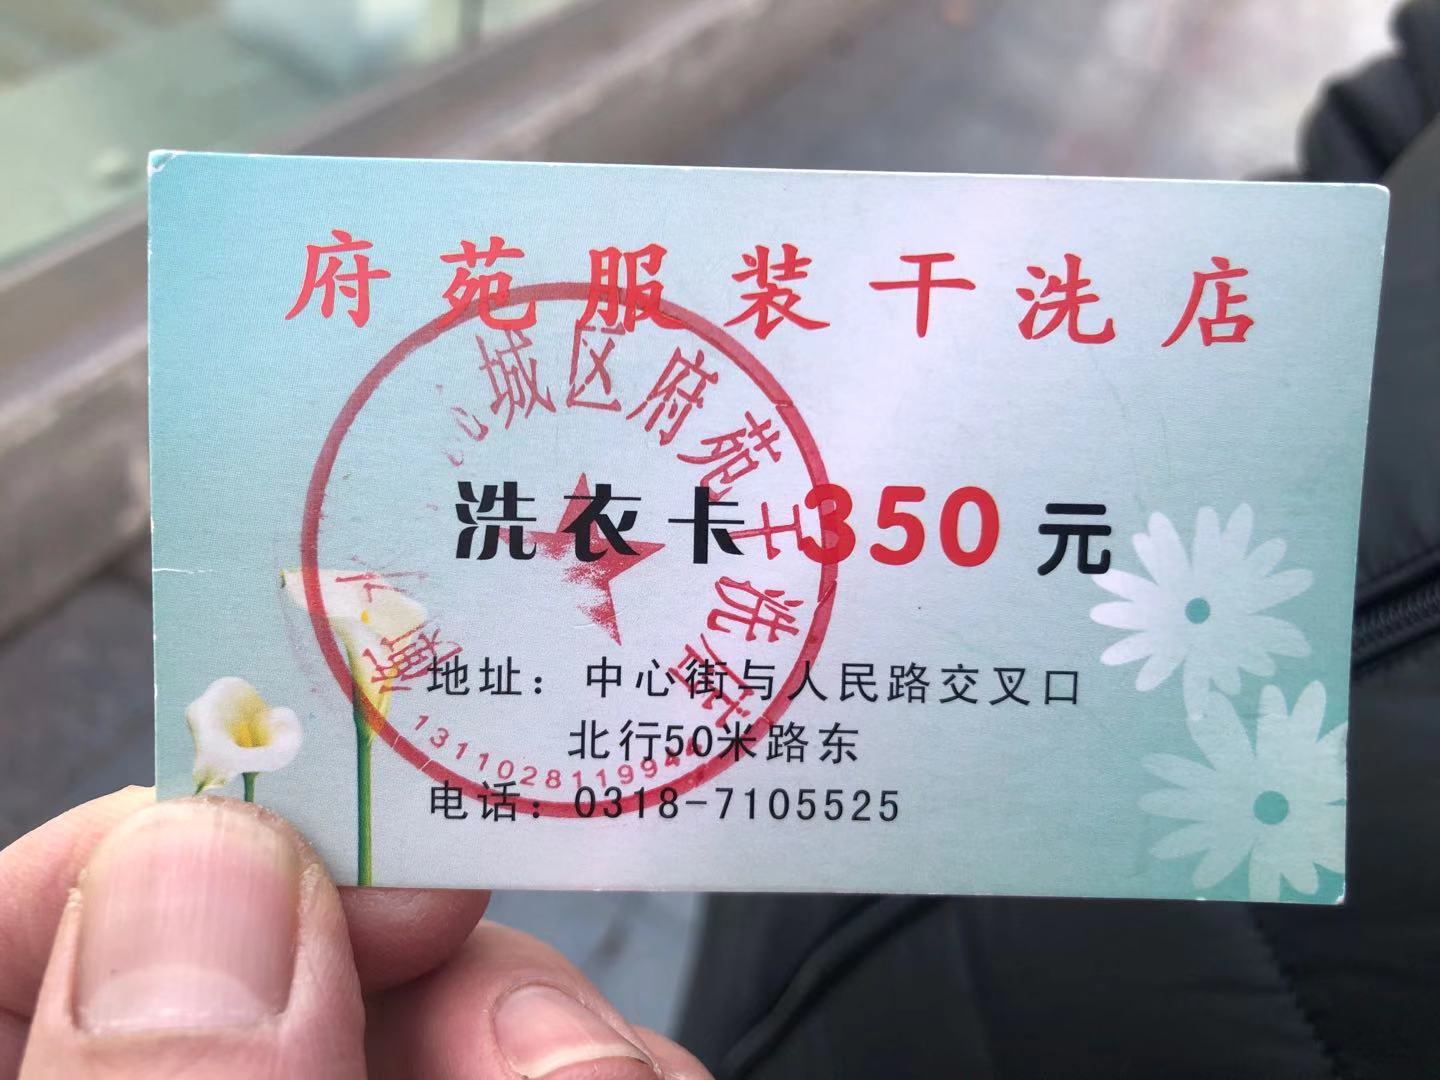 府苑服装干洗店
城区府苑干洗店
洗衣卡 350 元
地址：中心街与人民路交叉口
北行50米路东
电话：0318-7105525